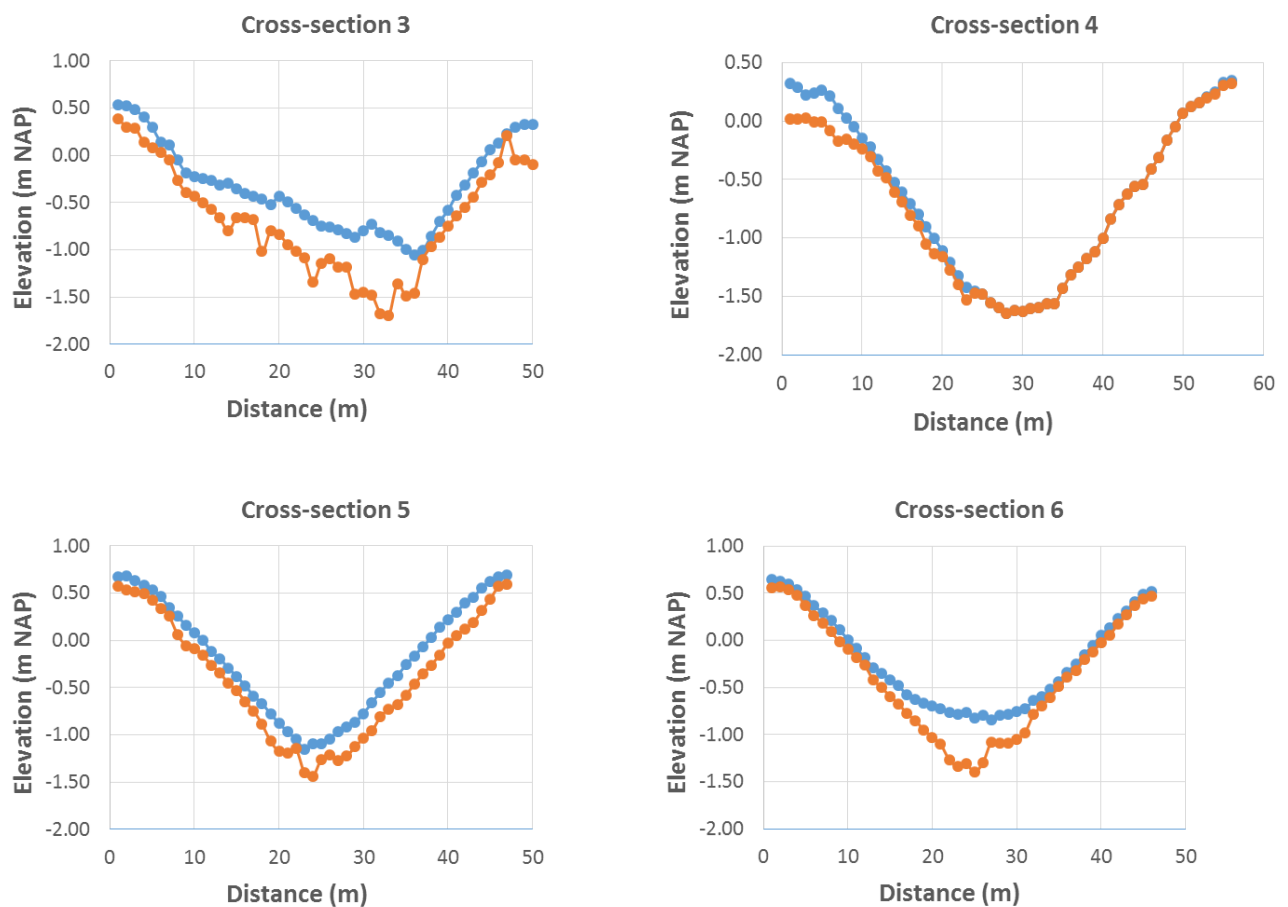 Cross-section 3
Elevation (m NAP)
1.00
0.50
0.00
-0.50
-1.00
-1.50
-2.00
0 10 20 30 40 50
Distance (m)
Cross-section 4
Elevation (m NAP)
0.50
0.00
-0.50
-1.00
-1.50
-2.00
0 10 20 30 40 50 60
Distance (m)
Cross-section 5
Elevation (m NAP)
1.00
0.50
0.00
-0.50
-1.00
-1.50
-2.00
0 10 20 30 40 50
Distance (m)
Cross-section 6
Elevation (m NAP)
1.00
0.50
0.00
-0.50
-1.00
-1.50
-2.00
0 10 20 30 40 50
Distance (m)